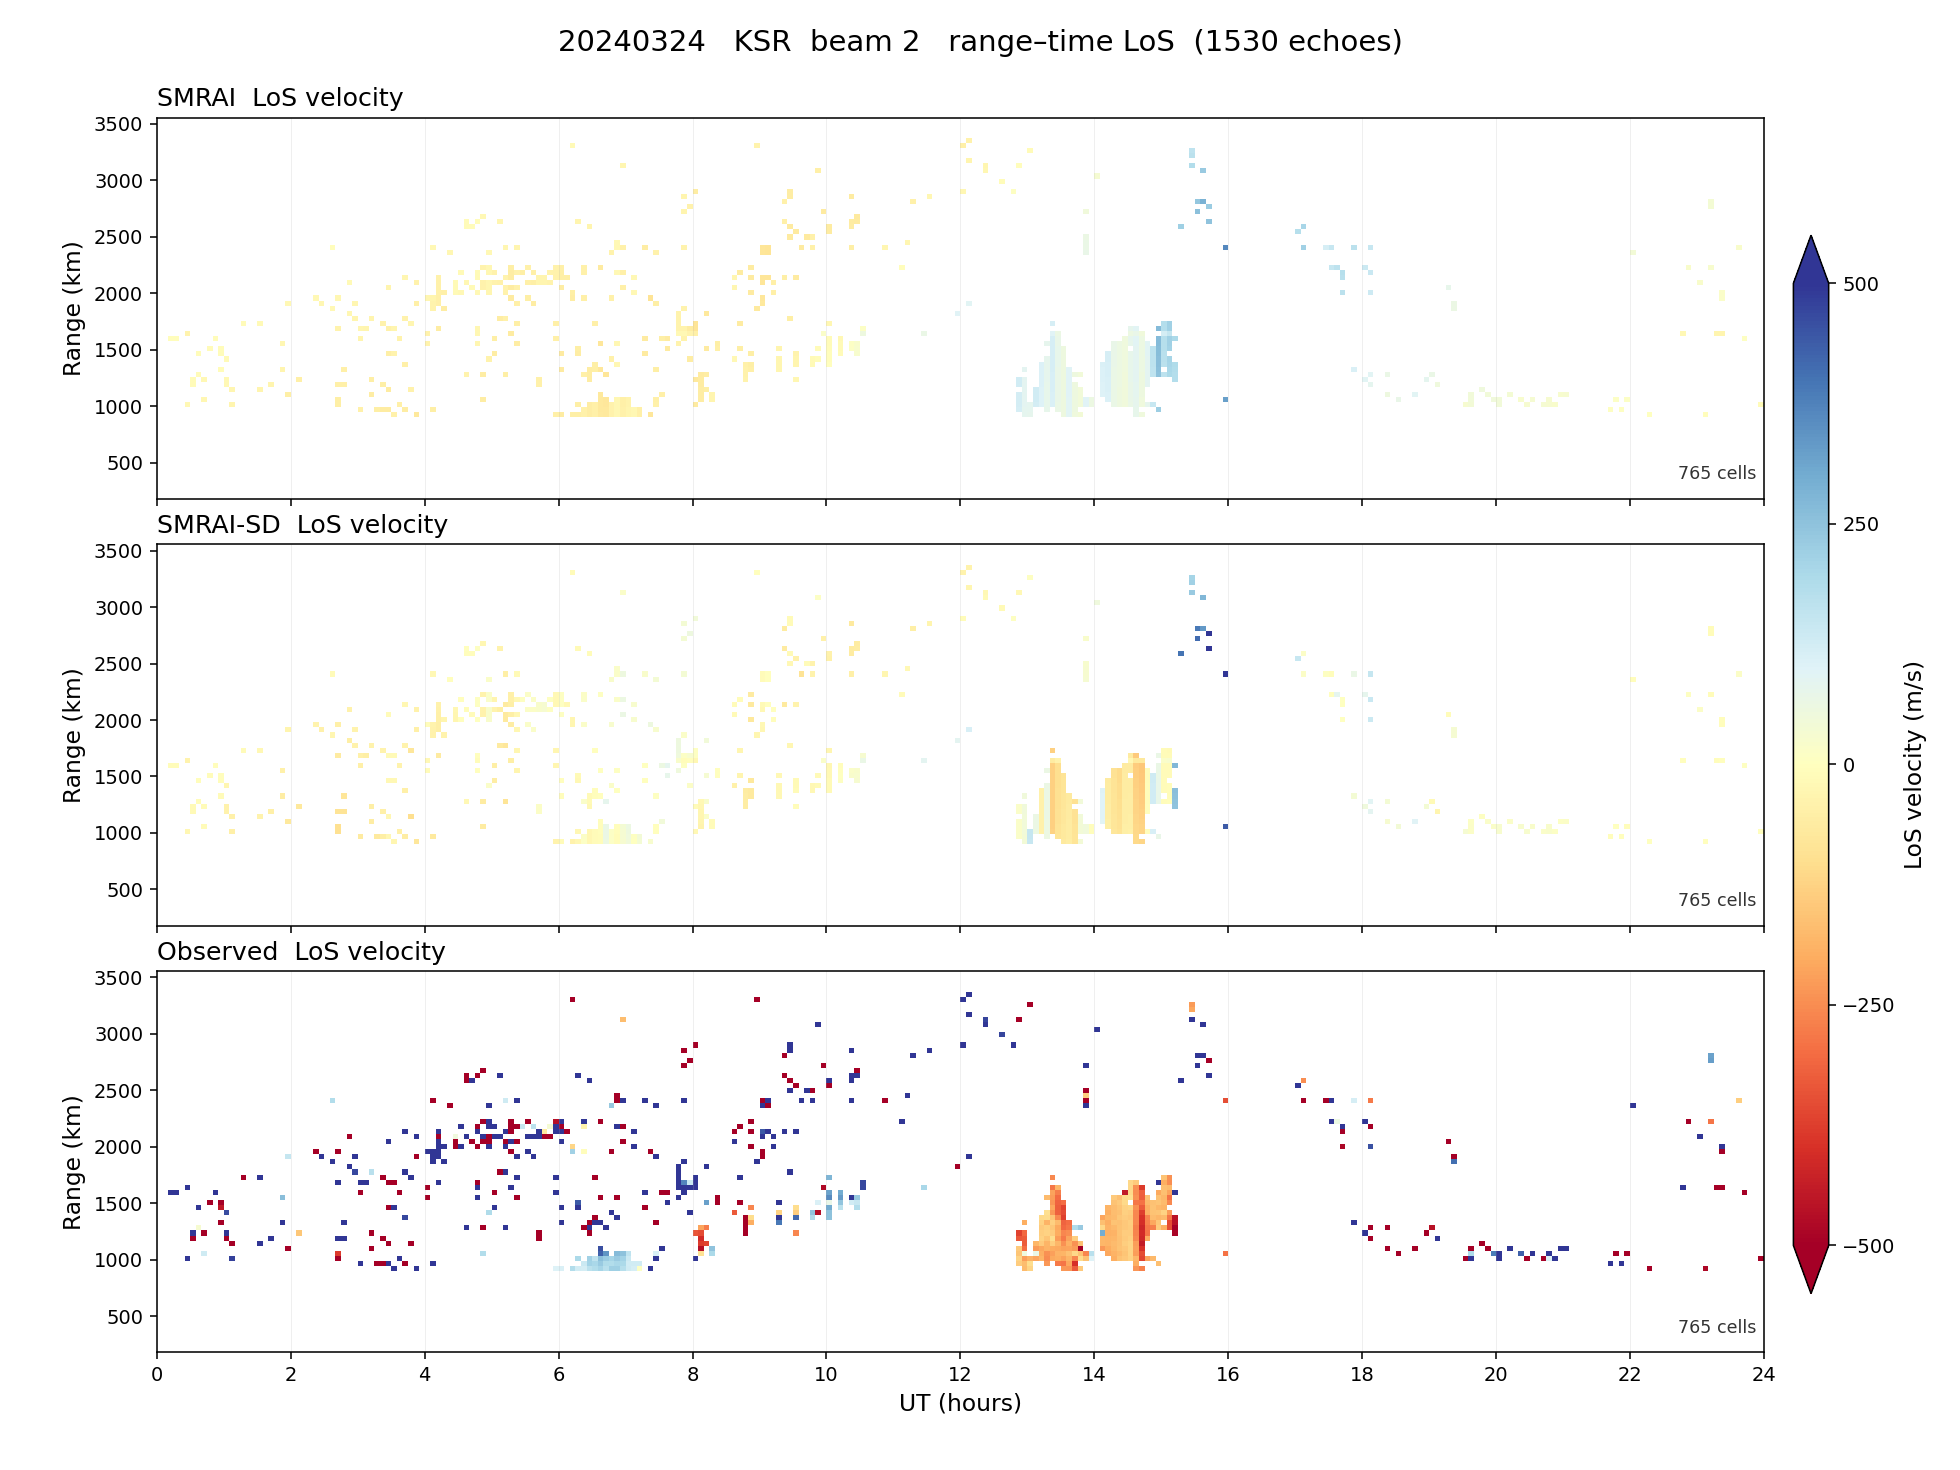 20240324   KSR  beam 2   range–time LoS  (1530 echoes)
SMRAI  LoS velocity
3500
3000
2500
2000
1500
1000
500
Range (km)
765 cells
SMRAI-SD  LoS velocity
3500
3000
2500
2000
1500
1000
500
Range (km)
765 cells
Observed  LoS velocity
3500
3000
2500
2000
1500
1000
500
Range (km)
765 cells
0 2 4 6 8 10 12 14 16 18 20 22 24
UT (hours)
500
250
0
−250
−500
LoS velocity (m/s)